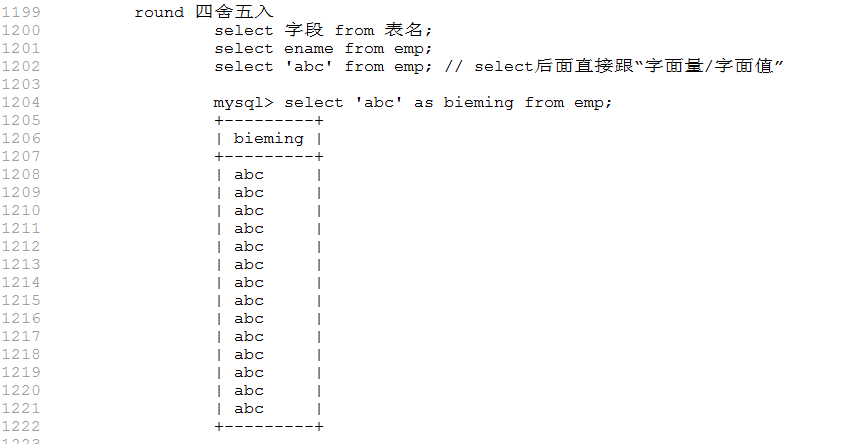 1199 round 四舍五入
1200 select 字段 from 表名;
1201 select ename from emp;
1202 select 'abc' from emp; // select后面直接跟“字面量/字面值”
1203
1204 mysql> select 'abc' as bieming from emp;
1205 +---------+
1206 | bieming |
1207 +---------+
1208 | abc     |
1209 | abc     |
1210 | abc     |
1211 | abc     |
1212 | abc     |
1213 | abc     |
1214 | abc     |
1215 | abc     |
1216 | abc     |
1217 | abc     |
1218 | abc     |
1219 | abc     |
1220 | abc     |
1221 | abc     |
1222 +---------+
1223